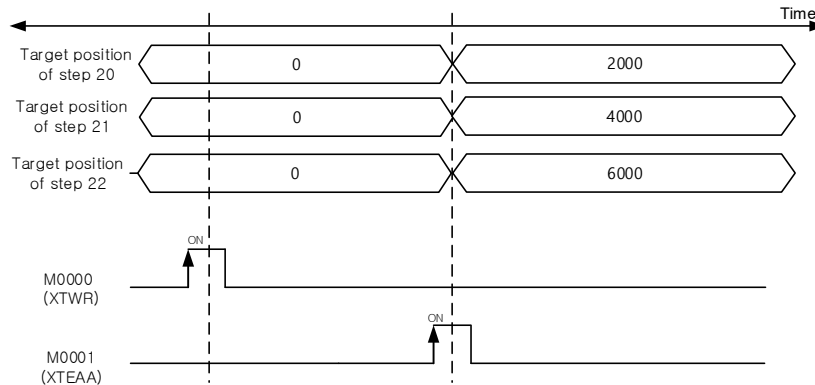 Time
Target position
of step 20
0
2000
Target position
of step 21
0
4000
Target position
of step 22
0
6000
ON
M0000
(XTWR)
ON
M0001
(XTEAA)